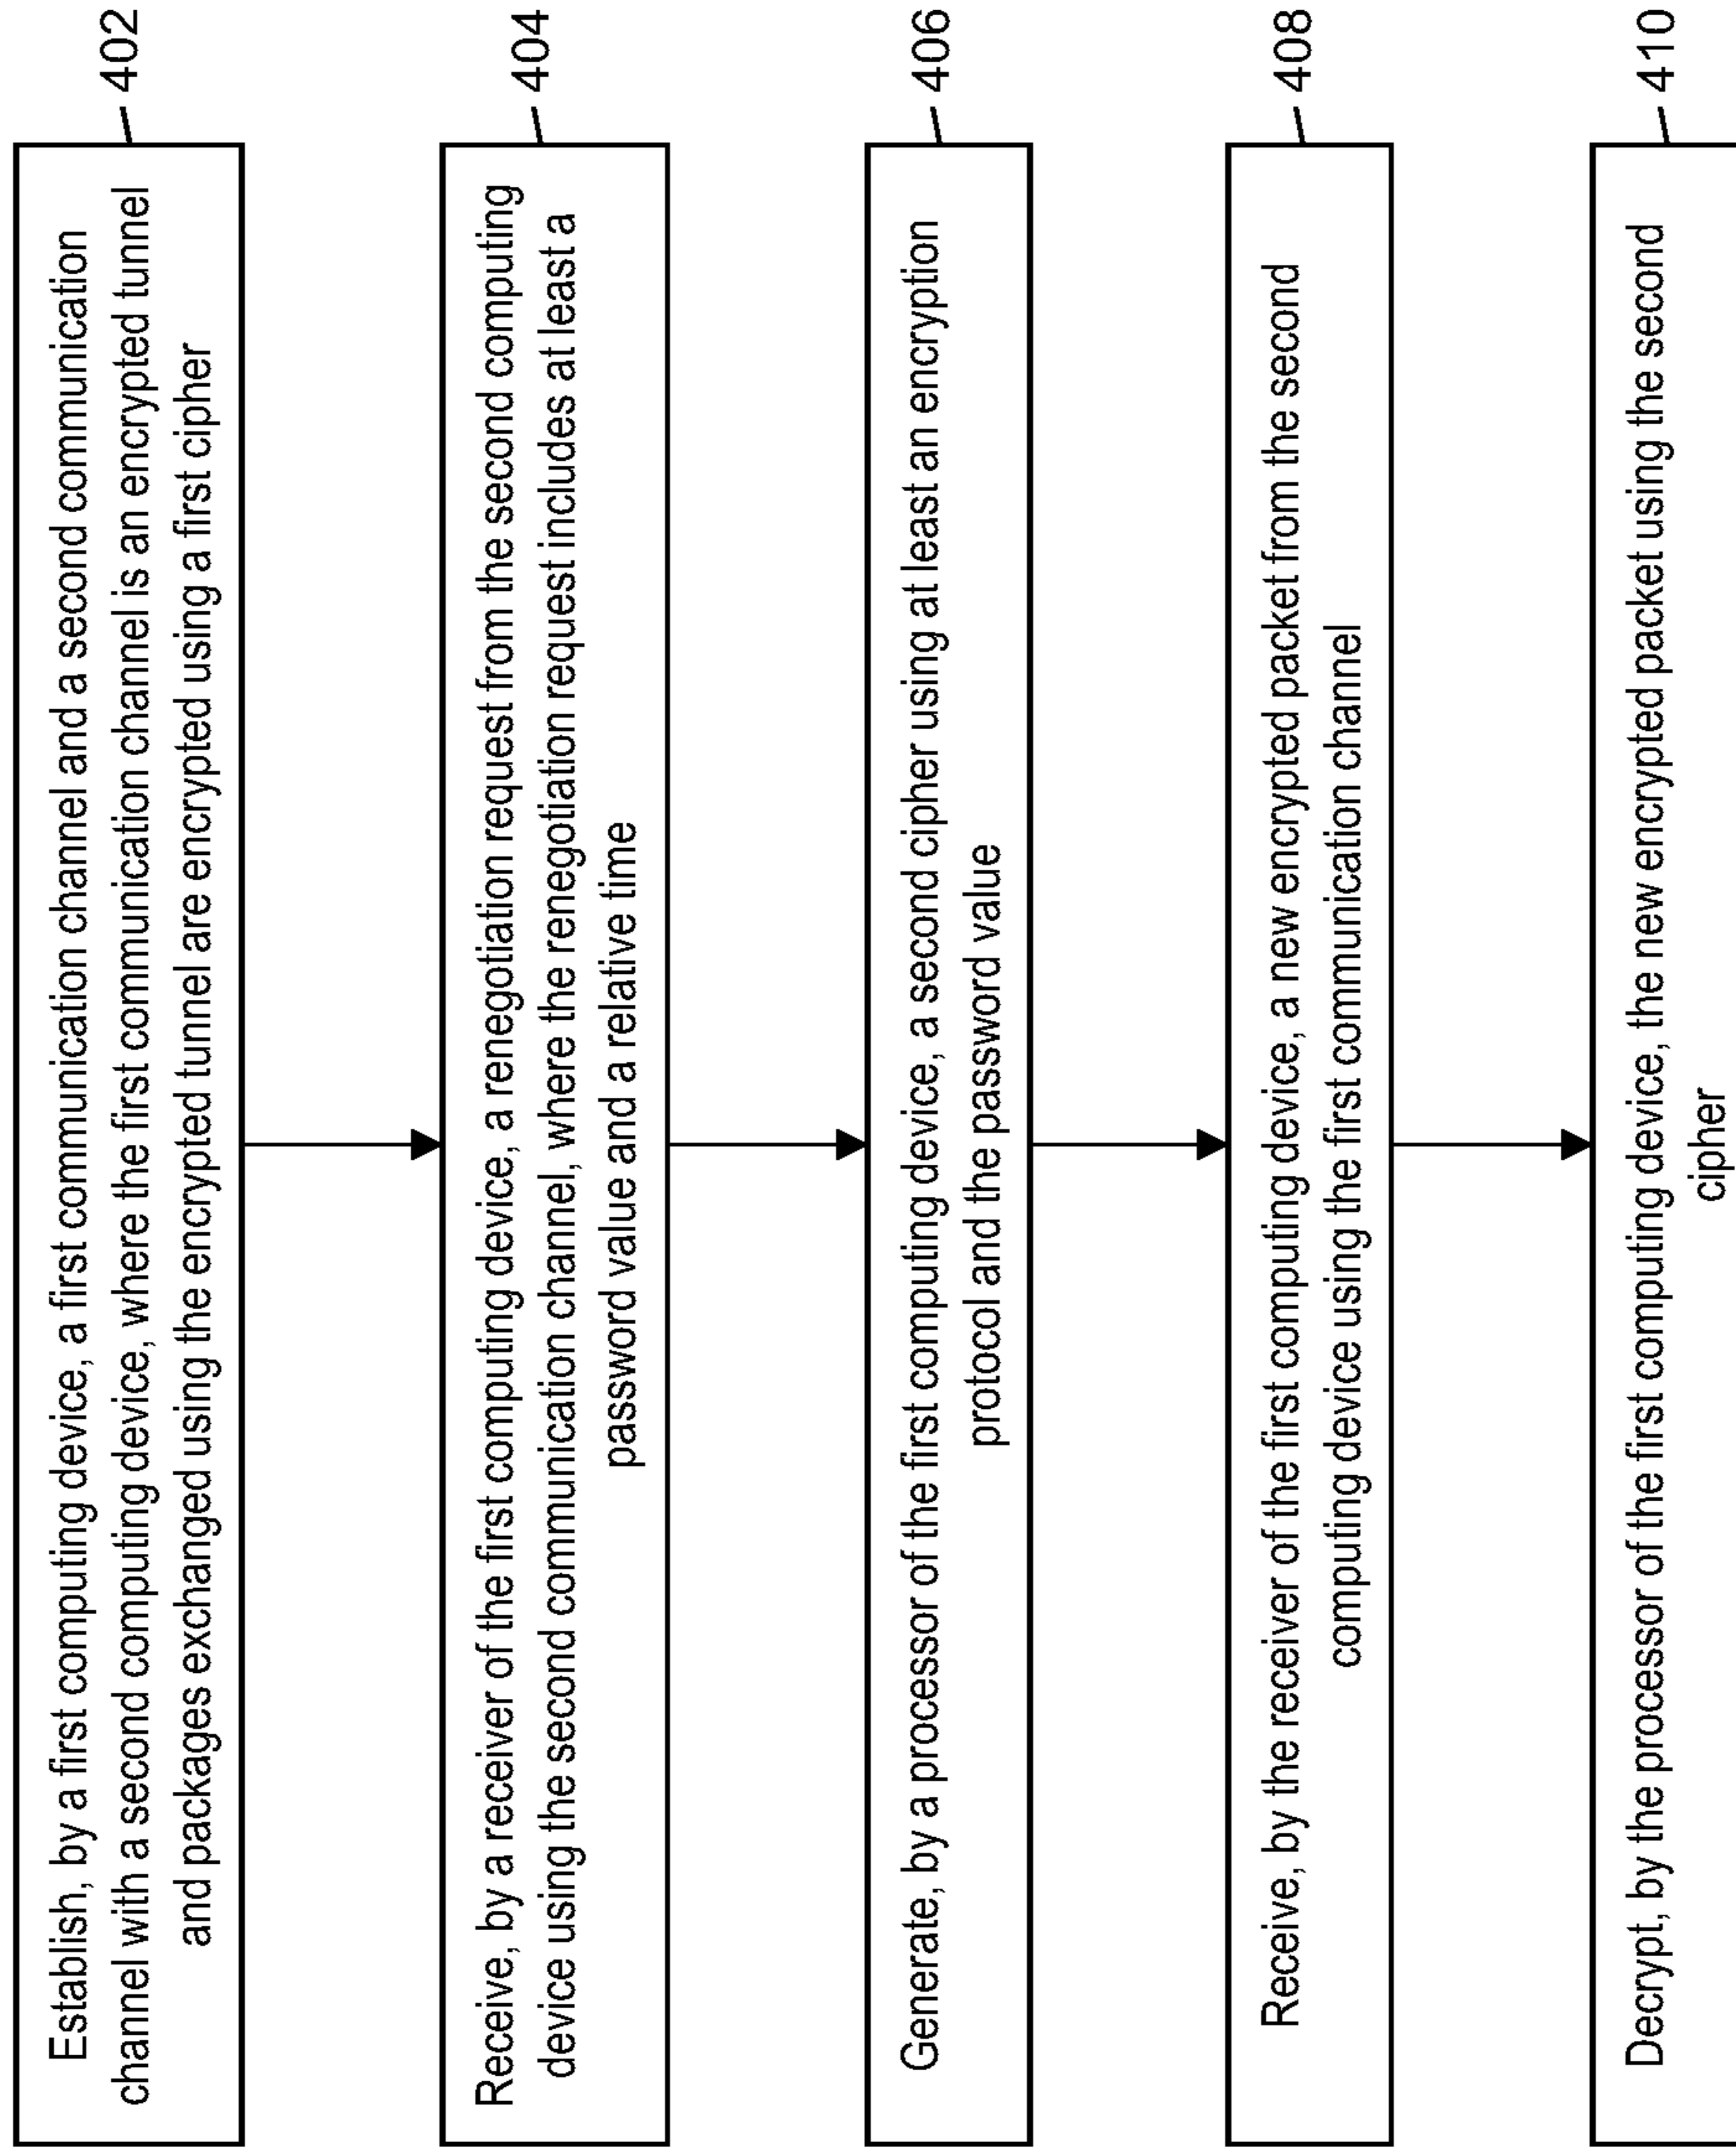 Establish, by a first computing device, a first communication channel and a second communication
channel with a second computing device, where the first communication channel is an encrypted tunnel
and packages exchanged using the encrypted tunnel are encrypted using a first cipher
402
Receive, by a receiver of the first computing device, a renegotiation request from the second computing
device using the second communication channel, where the renegotiation request includes at least a
password value and a relative time
404
Generate, by a processor of the first computing device, a second cipher using at least an encryption
protocol and the password value
406
Receive, by the receiver of the first computing device, a new encrypted packet from the second
computing device using the first communication channel
408
Decrypt, by the processor of the first computing device, the new encrypted packet using the second
cipher
410